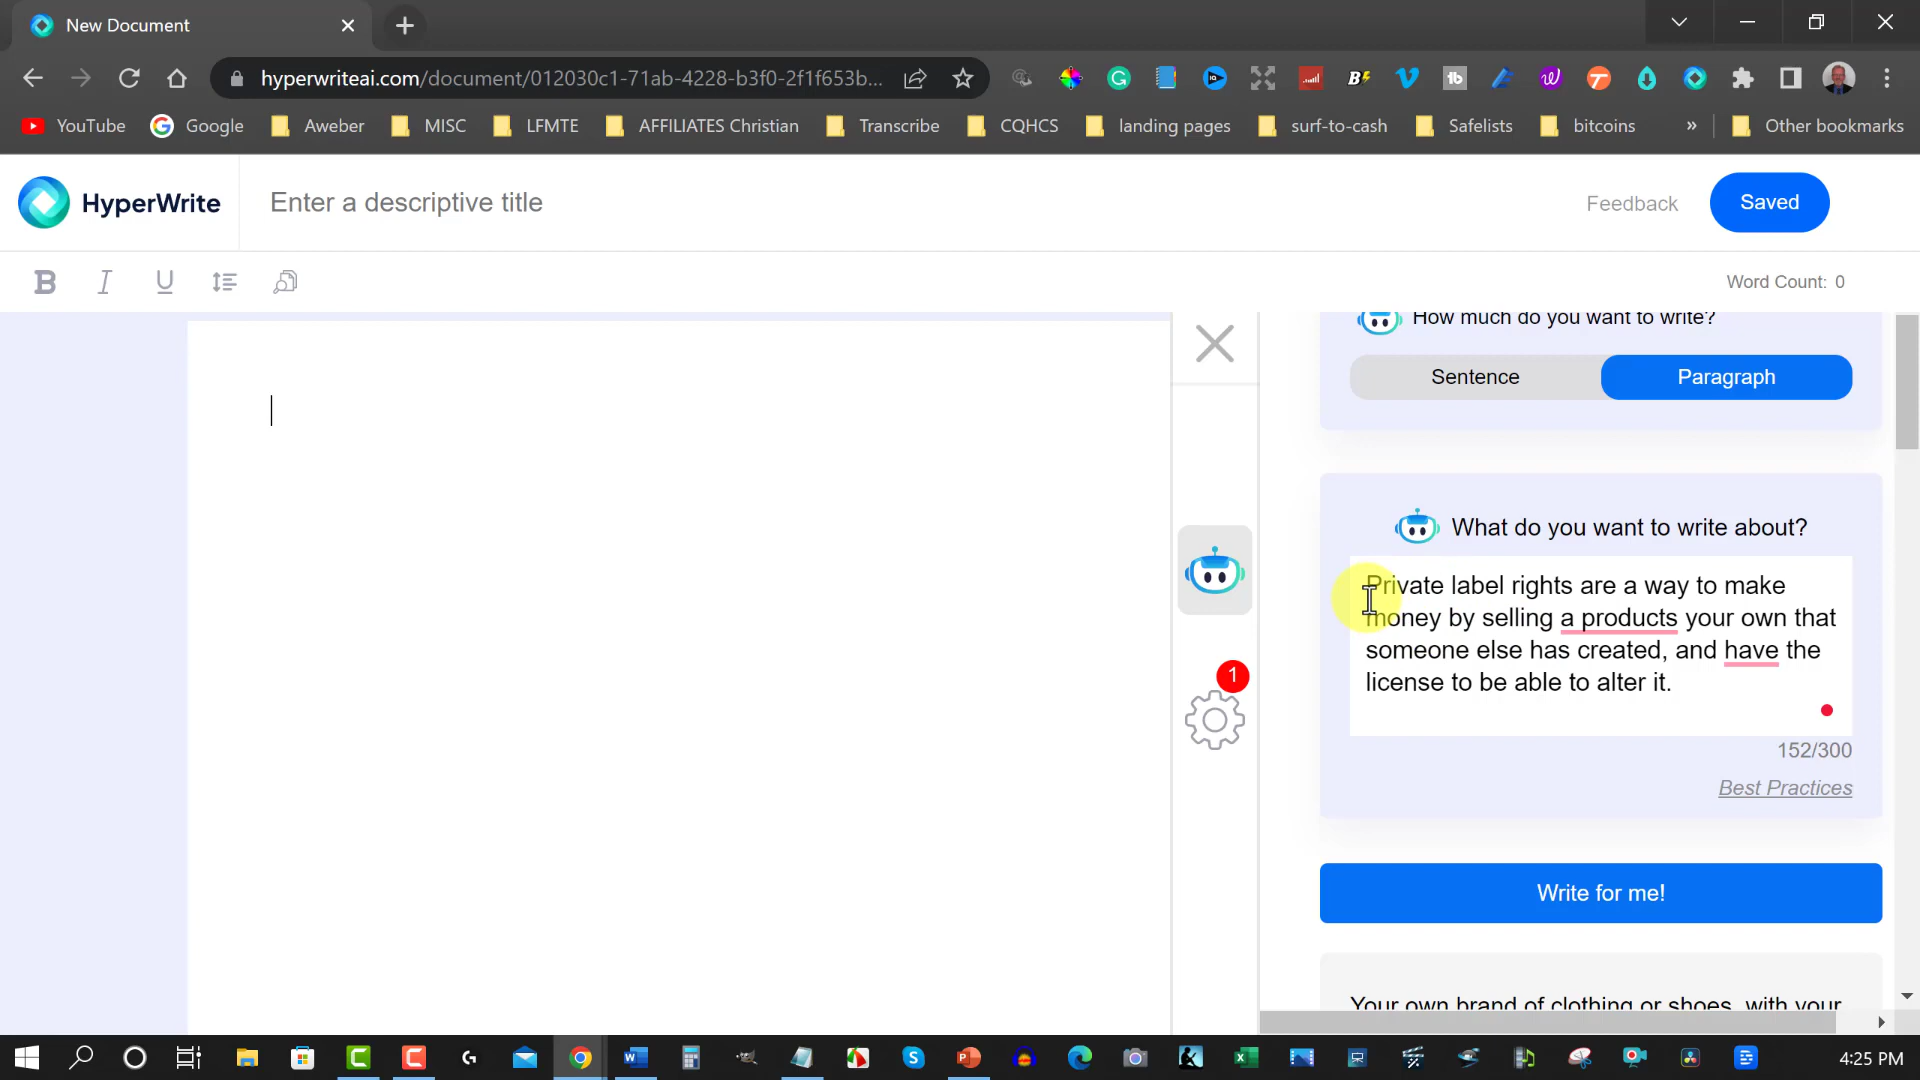 New Document
hyperwriteai.com/document/012030c1-71ab-4228-b3f0-2f1f653b...
YouTube
Google
Aweber
MISC
LFMTE
AFFILIATES Christian
Transcribe
CQHCS
landing pages
surf-to-cash
Safelists
bitcoins
»
Other bookmarks
HyperWrite
Enter a descriptive title
Feedback
Saved
B I U
Word Count: 0
How much do you want to write?
Sentence
Paragraph
What do you want to write about?
Private label rights are a way to make
money by selling a products your own that
someone else has created, and have the
license to be able to alter it.
1
152/300
Best Practices
Write for me!
Your own brand of clothing or shoes, with your
4:25 PM